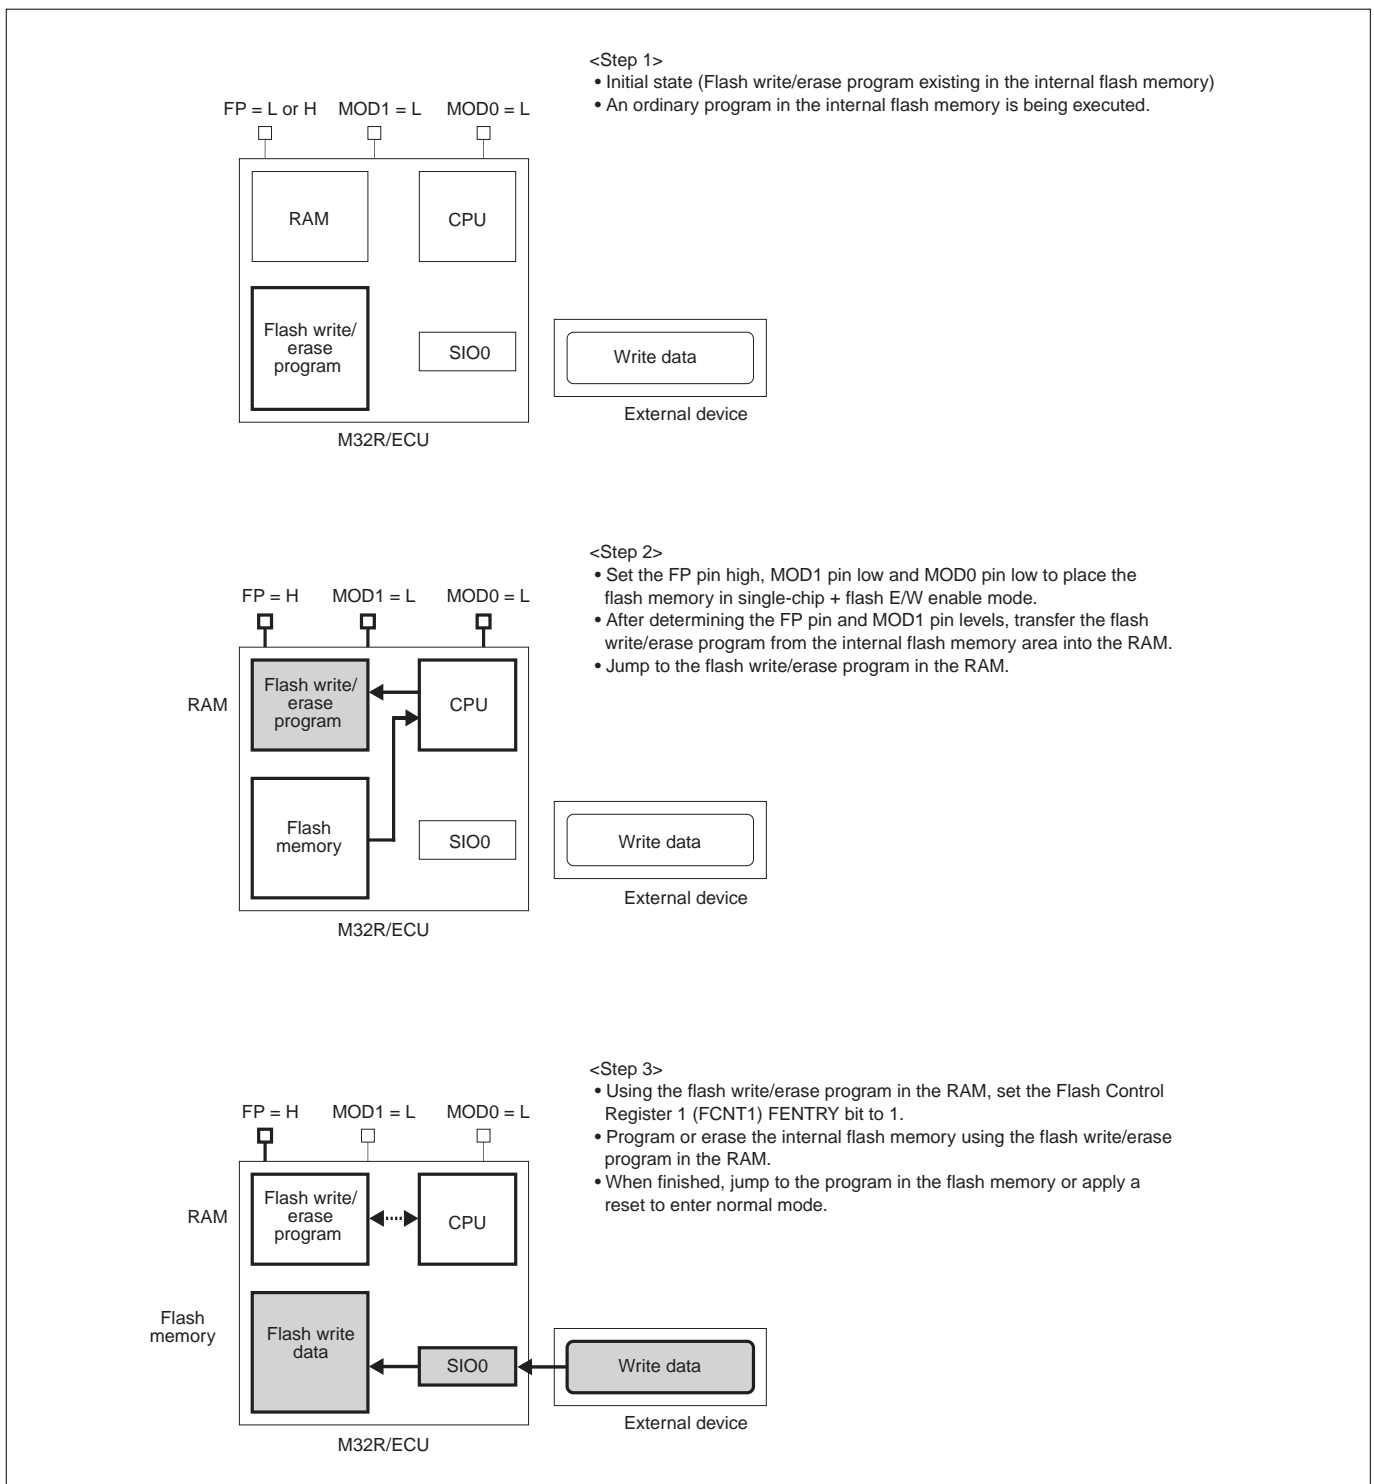 <Step 1>
• Initial state (Flash write/erase program existing in the internal flash memory)
• An ordinary program in the internal flash memory is being executed.
FP = L or H MOD1 = L MOD0 = L
RAM CPU
Flash write/
erase
program
SIO0
Write data
External device
M32R/ECU
<Step 2>
• Set the FP pin high, MOD1 pin low and MOD0 pin low to place the
flash memory in single-chip + flash E/W enable mode.
• After determining the FP pin and MOD1 pin levels, transfer the flash
write/erase program from the internal flash memory area into the RAM.
• Jump to the flash write/erase program in the RAM.
FP = H MOD1 = L MOD0 = L
RAM
Flash write/
erase
program
CPU
Flash
memory
SIO0
Write data
External device
M32R/ECU
<Step 3>
• Using the flash write/erase program in the RAM, set the Flash Control
Register 1 (FCNT1) FENTRY bit to 1.
• Program or erase the internal flash memory using the flash write/erase
program in the RAM.
• When finished, jump to the program in the flash memory or apply a
reset to enter normal mode.
FP = H MOD1 = L MOD0 = L
RAM
Flash write/
erase
program
CPU
Flash
memory
Flash write
data
SIO0
Write data
External device
M32R/ECU